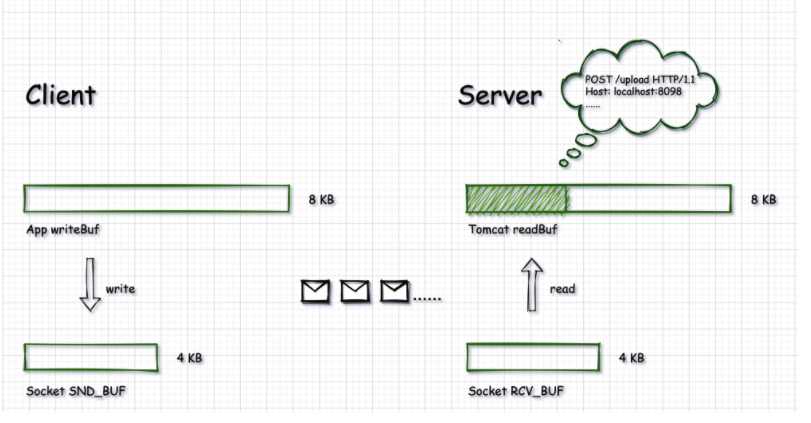 Client
Server
POST /upload HTTP/1.1
Host: localhost:8098
......
8 KB
8 KB
App writeBuf
Tomcat readBuf
write
......
read
4 KB
4 KB
Socket SND_BUF
Socket RCV_BUF